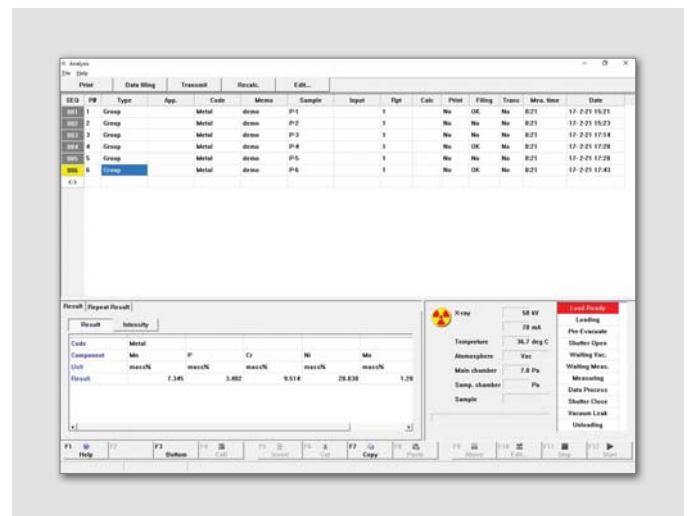 Analysis
File Help
Print Data filing Transmit Recalc. Edit...
SEQ P# Type App. Code Memo Sample Input Rpt Calc Print Filing Trans Mea. time Date
001 1 Group Metal demo P-1 1 No OK No 8:21 17- 2-21 15:21
002 2 Group Metal demo P-2 1 No No No 8:21 17- 2-21 15:23
003 3 Group Metal demo P-3 1 No No No 8:21 17- 2-21 17:14
004 4 Group Metal demo P-4 1 No OK No 8:21 17- 2-21 17:28
005 5 Group Metal demo P-5 1 No No No 8:21 17- 2-21 17:28
006 6 Group Metal demo P-6 1 No OK No 8:21 17- 2-21 17:43
Result Repeat Result
Result Intensity
Code Metal
Component Mn P Cr Ni Mo
Unit mass% mass% mass% mass% mass%
Result 7.345 3.402 9.514 28.838 1.28
X-ray 50 kV
70 mA
Tempreture 36.7 deg C
Atomosphere Vac
Main chamber 7.8 Pa
Samp. chamber Pa
Sample
Load Ready
Loading
Pre Evacuate
Shutter Open
Waiting Vac.
Waiting Meas.
Measuring
Data Process
Shutter Close
Vacuum Leak
Unloading
F1 Help F2 F3 Bottom F4 Call F5 Insert F6 Cut F7 Copy F8 Paste F9 Above F10 Edit... F11 Stop F12 Start